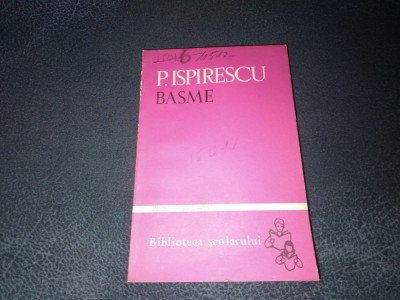 P. ISPIRESCU
BASME
Biblioteca școlarului